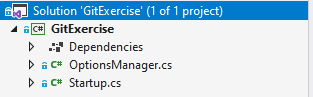 Solution 'GitExercise' (1 of 1 project)
C# GitExercise
Dependencies
C# OptionsManager.cs
C# Startup.cs